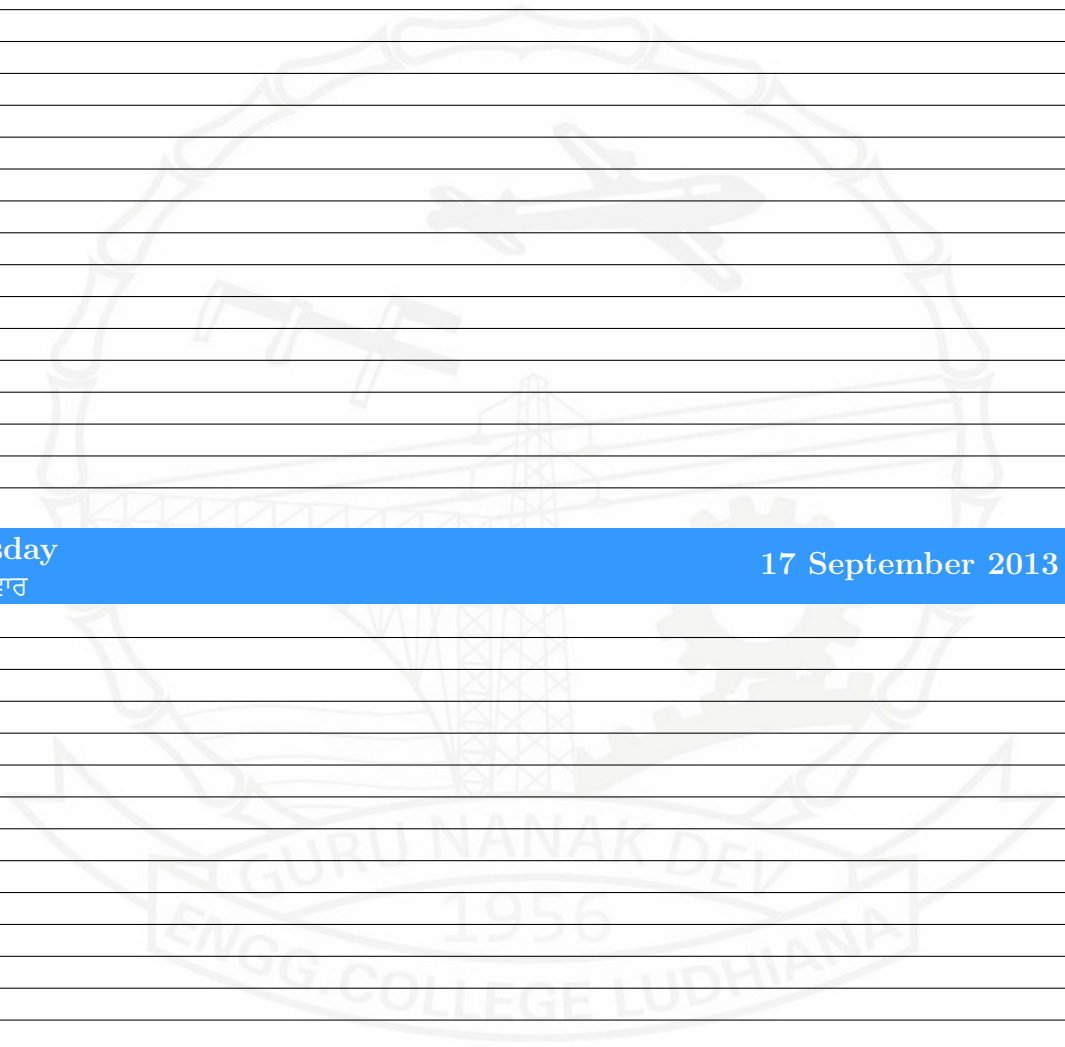 sday
17 September 2013
ਵਾਰ
GURU NANAK DEV
1956
ENGG. COLLEGE LUDHIANA